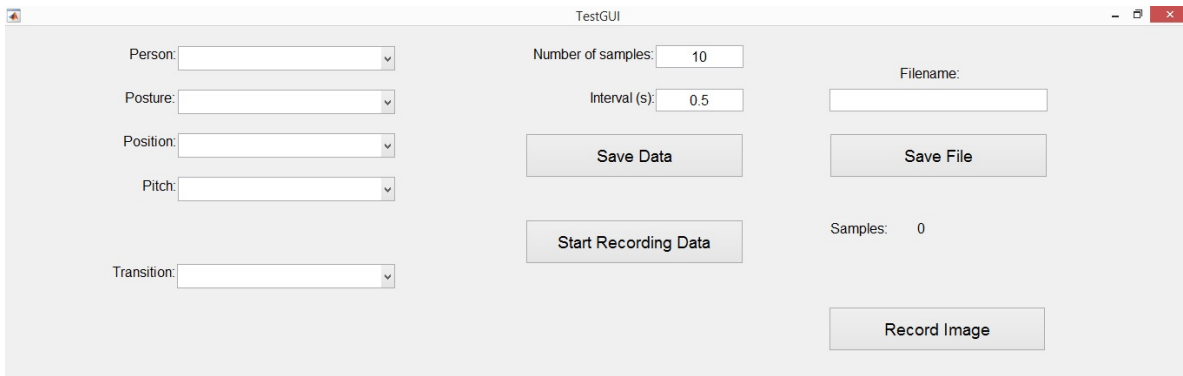 TestGUI
Person:
Posture:
Position:
Pitch:
Transition:
Number of samples: 10
Interval (s): 0.5
Save Data
Start Recording Data
Filename:
Save File
Samples: 0
Record Image